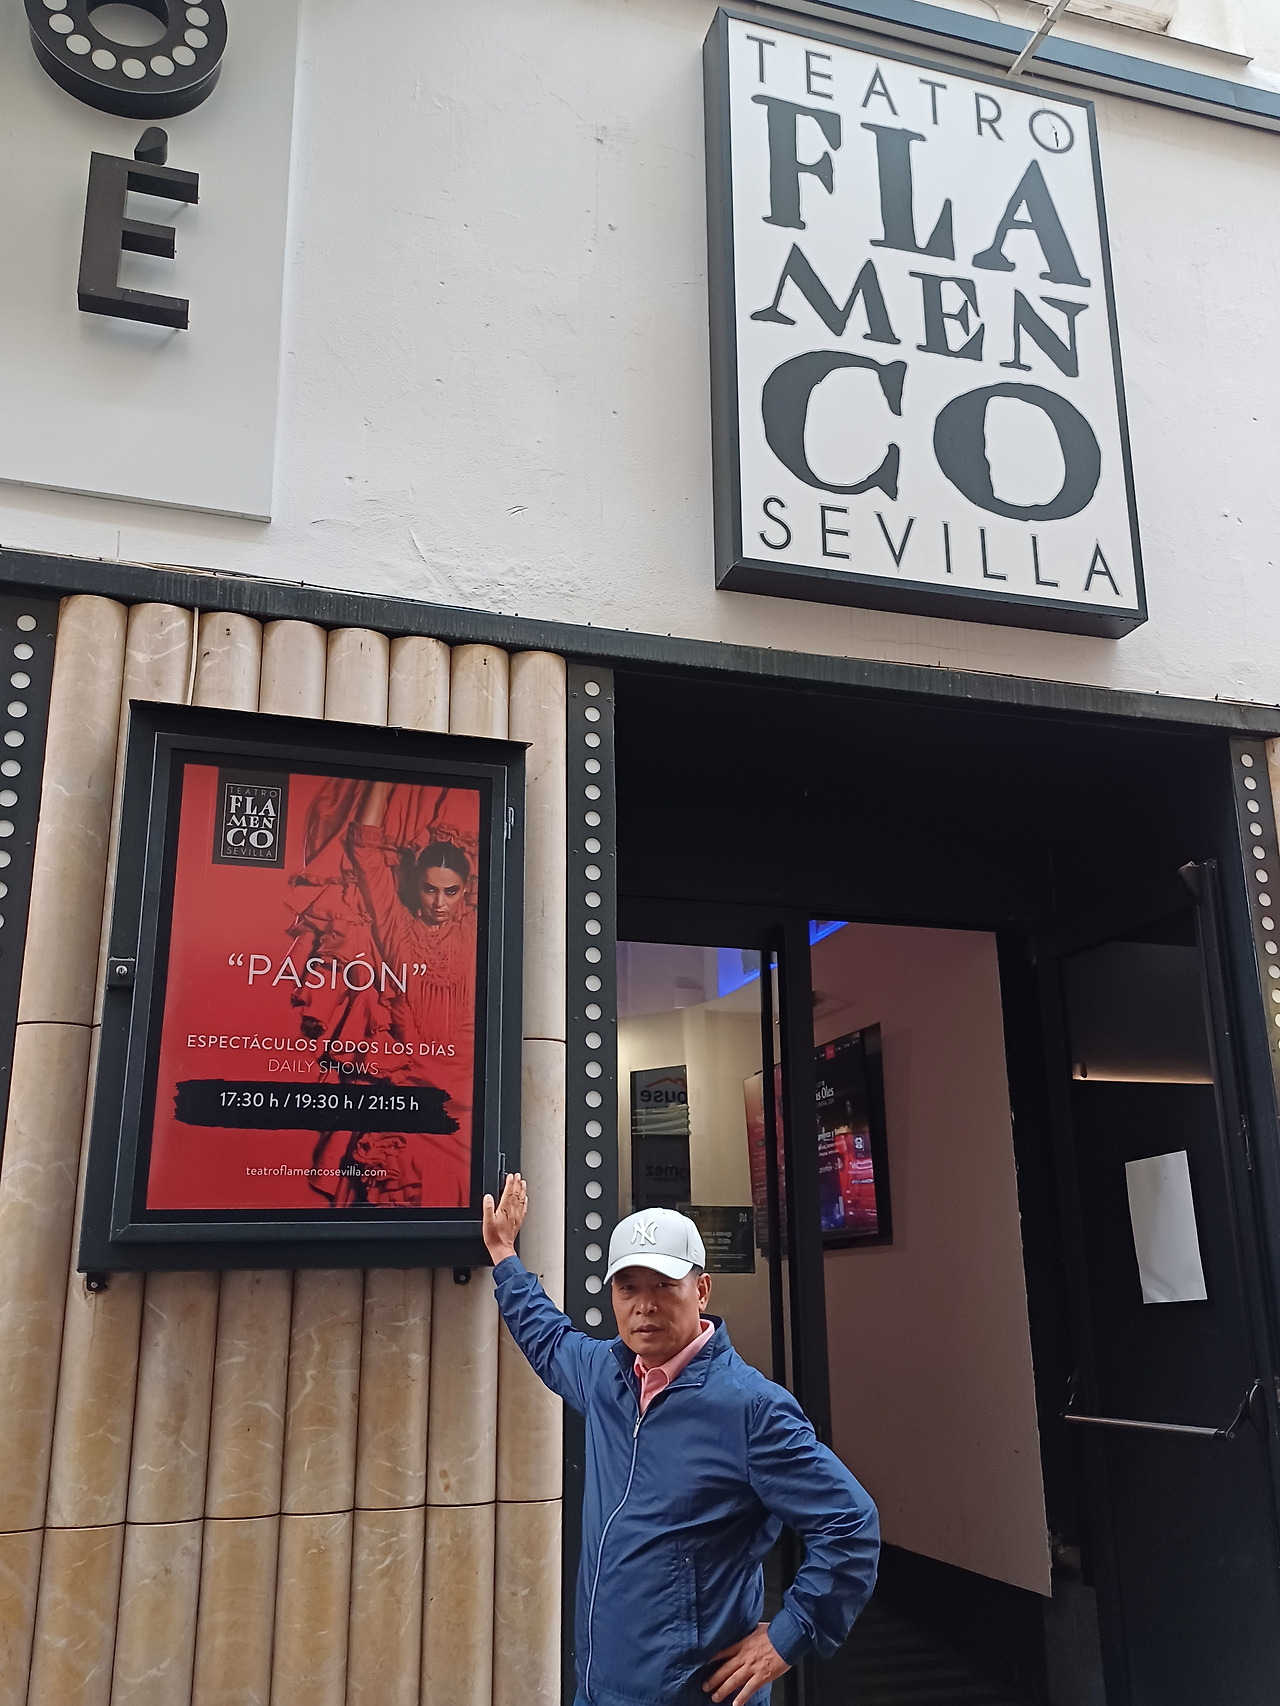 O
É
TEATRO
FLA
MEN
CO
SEVILLA
TEATRO
FLA
MEN
CO
SEVILLA
“PASIÓN”
ESPECTÁCULOS TODOS LOS DÍAS
DAILY SHOWS
17:30 h / 19:30 h / 21:15 h
teatroflamencosevilla.com
NY